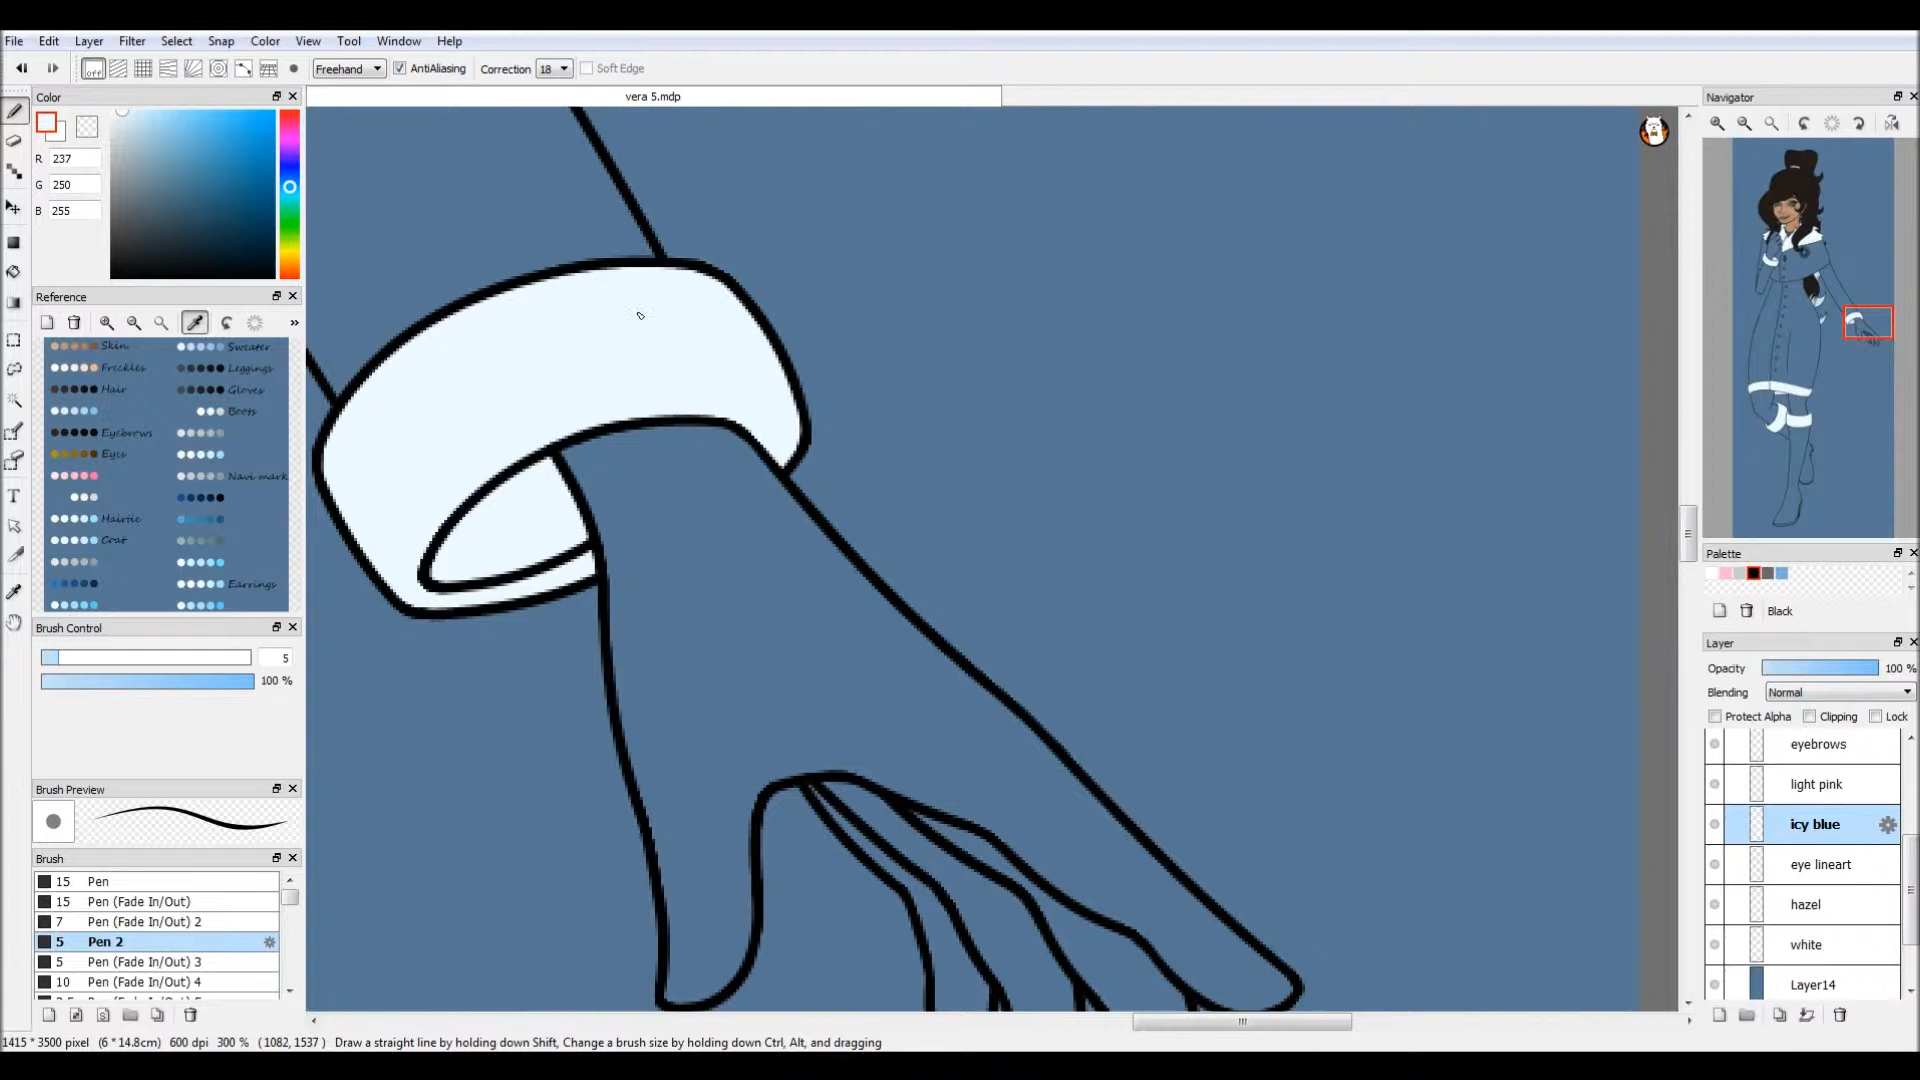 File Edit Layer Filter Select Snap Color View Tool Window Help
off Freehand AntiAliasing Correction 18 Soft Edge
Color
vera 5.mdp
Navigator
R 237
G 250
B 255
Reference
Skin Sweater
Freckles Leggings
Hair Gloves
Boots
Eyebrows
Eyes
Navi mark
Hairtie
Coat
Earrings
Brush Control
5
100 %
Brush Preview
Brush
15 Pen
15 Pen (Fade In/Out)
7 Pen (Fade In/Out) 2
5 Pen 2
5 Pen (Fade In/Out) 3
10 Pen (Fade In/Out) 4
Palette
Black
Layer
Opacity 100 %
Blending Normal
Protect Alpha Clipping Lock
eyebrows
light pink
icy blue
eye lineart
hazel
white
Layer14
1415 * 3500 pixel (6 * 14.8cm) 600 dpi 300 % (1082, 1537) Draw a straight line by holding down Shift, Change a brush size by holding down Ctrl, Alt, and dragging